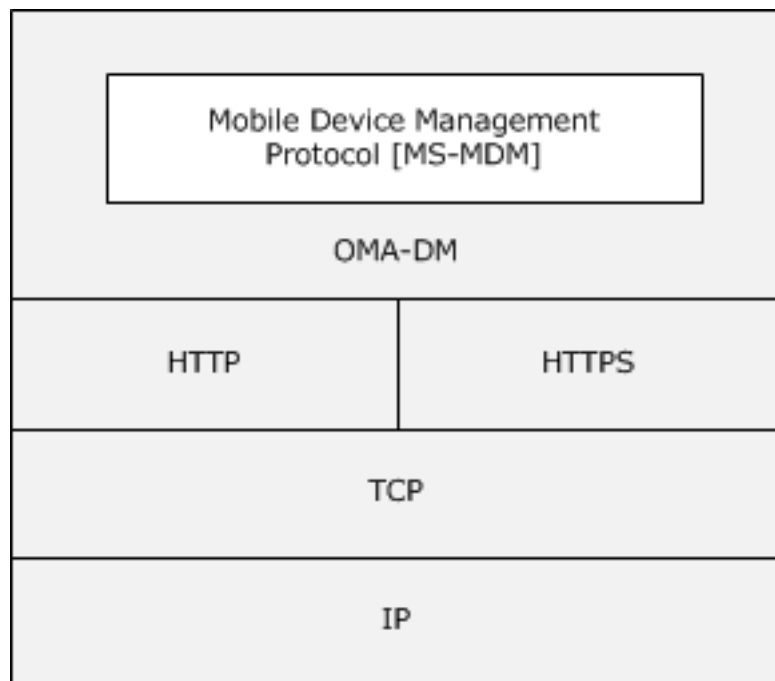 Mobile Device Management
Protocol [MS-MDM]
OMA-DM
HTTP
HTTPS
TCP
IP